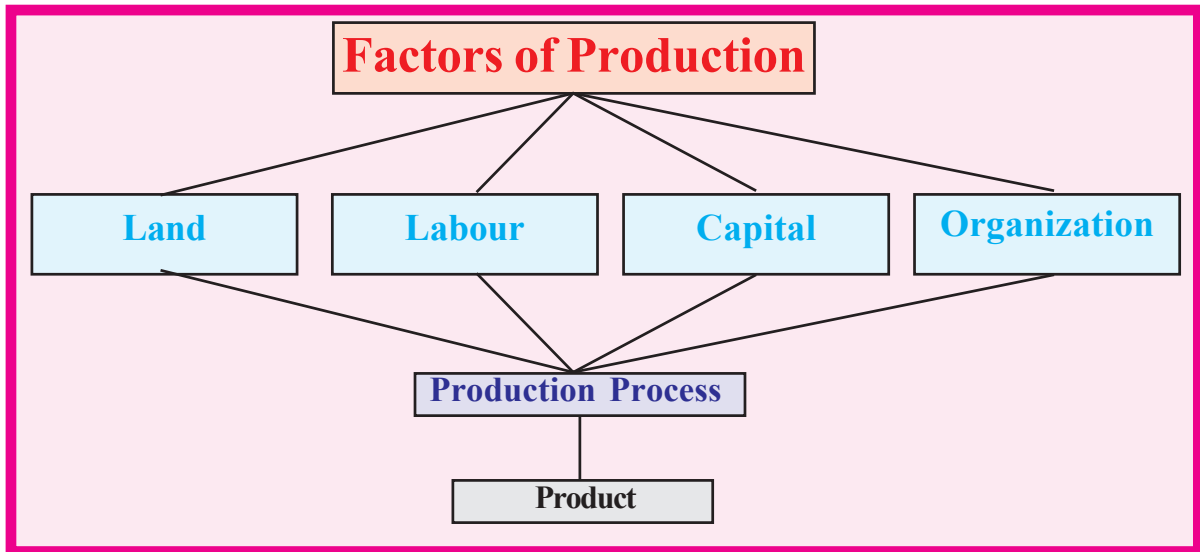 Factors of Production
Land
Labour
Capital
Organization
Production Process
Product